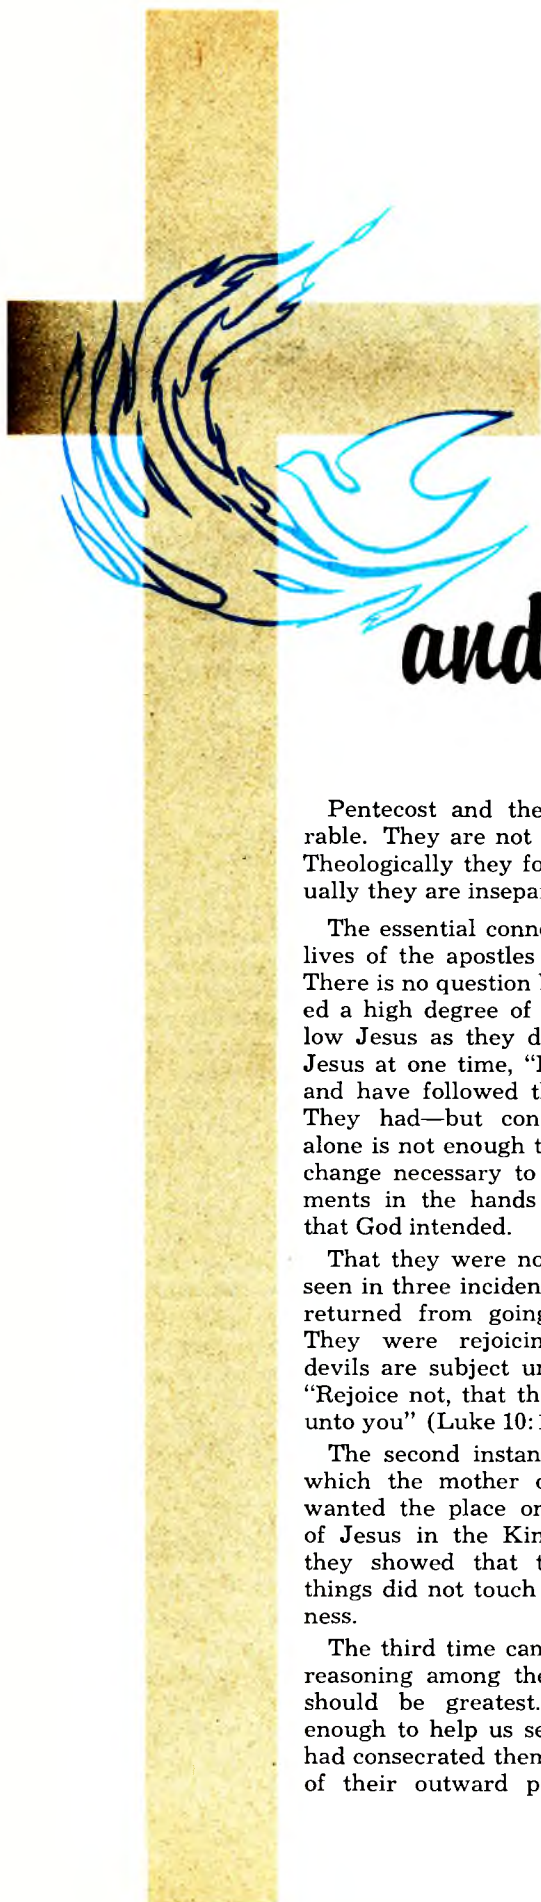 and
Pentecost and the
rable. They are not
Theologically they fo
ually they are insepa
The essential conn
lives of the apostles
There is no question
ed a high degree of
low Jesus as they d
Jesus at one time, “
and have followed t
They had—but con
alone is not enough t
change necessary to
ments in the hands
that God intended.
That they were no
seen in three inciden
returned from going
They were rejoicin
devils are subject u
“Rejoice not, that th
unto you” (Luke 10:
The second instan
which the mother o
wanted the place or
of Jesus in the Kin
they showed that t
things did not touch
ness.
The third time can
reasoning among the
should be greatest.
enough to help us se
had consecrated them
of their outward p